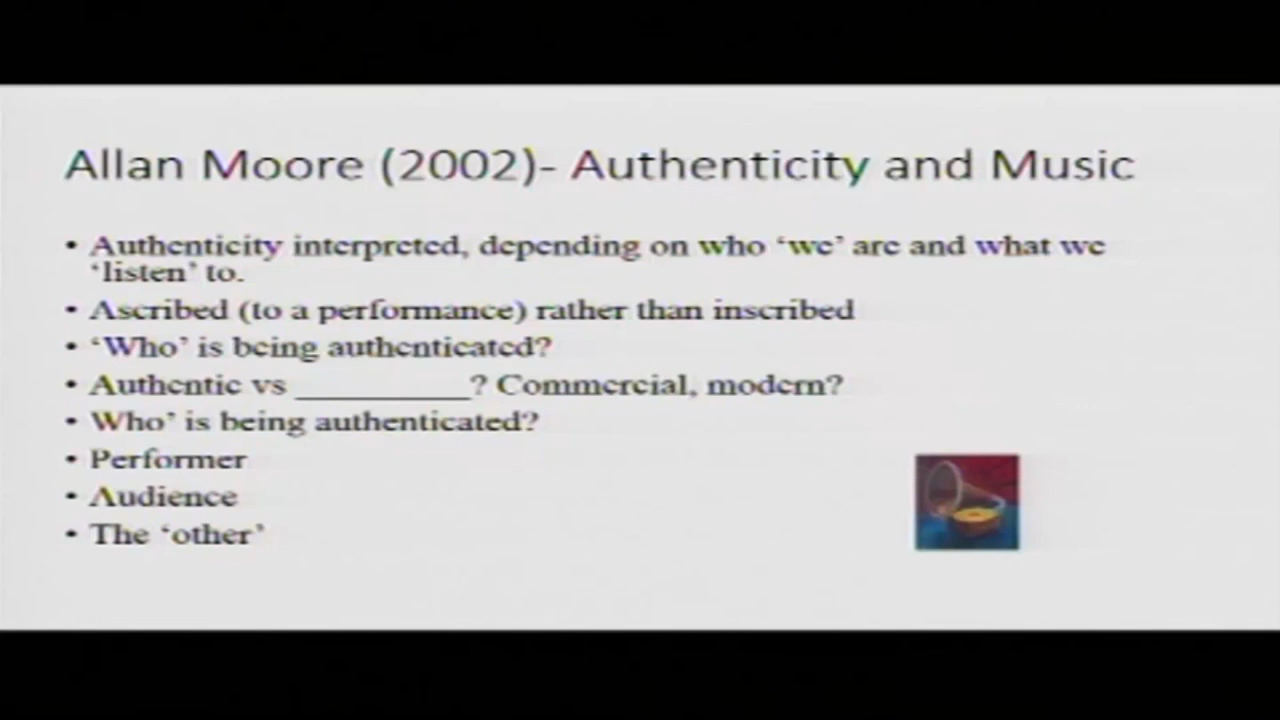 Allan Moore (2002)- Authenticity and Music
• Authenticity interpreted, depending on who ‘we’ are and what we
‘listen’ to.
• Ascribed (to a performance) rather than inscribed
• ‘Who’ is being authenticated?
• Authentic vs __________? Commercial, modern?
• Who’ is being authenticated?
• Performer
• Audience
• The ‘other’